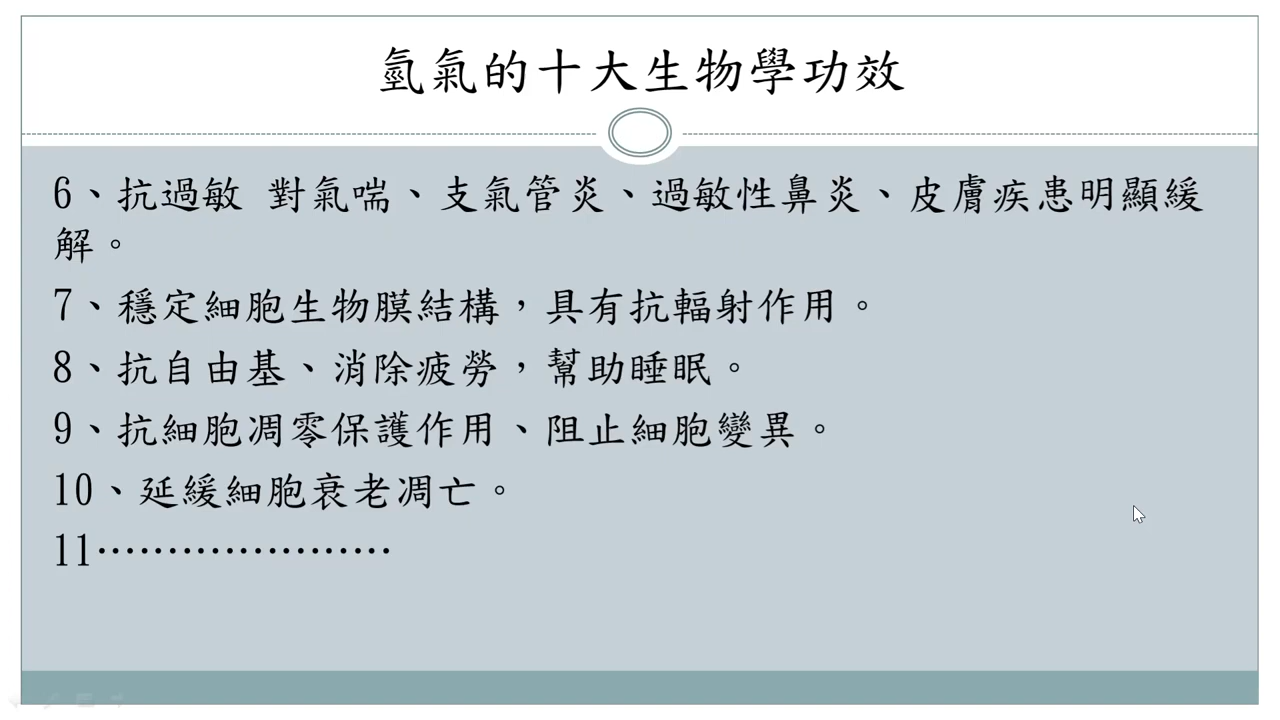 氫氣的十大生物學功效
6、抗過敏 對氣喘、支氣管炎、過敏性鼻炎、皮膚疾患明顯緩
解。
7、穩定細胞生物膜結構，具有抗輻射作用。
8、抗自由基、消除疲勞，幫助睡眠。
9、抗細胞凋零保護作用、阻止細胞變異。
10、延緩細胞衰老凋亡。
11…………………